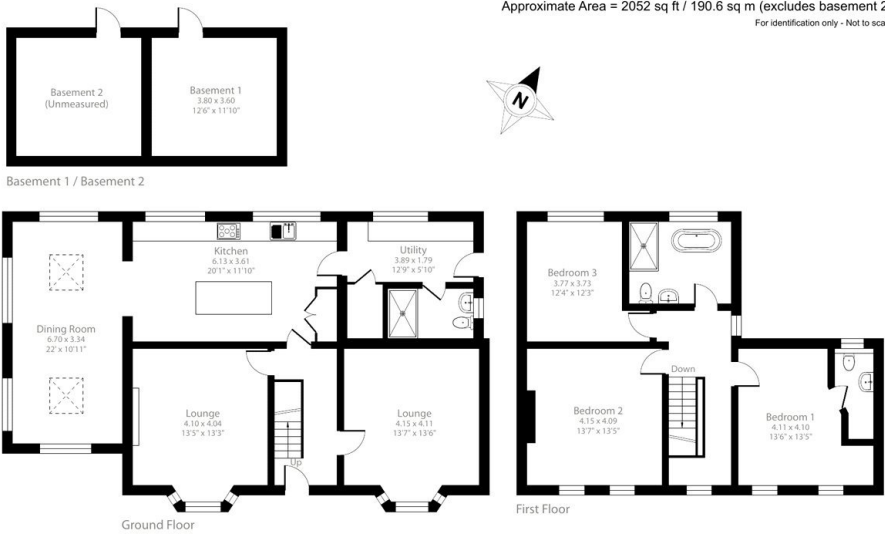 Approximate Area = 2052 sq ft / 190.6 sq m (excludes basement 2
For identification only - Not to sca
N
Basement 2
(Unmeasured)
Basement 1
3.80 x 3.60
12'6" x 11'10"
Basement 1 / Basement 2
Kitchen
6.13 x 3.61
20'1" x 11'10"
Utility
3.89 x 1.79
12'9" x 5'10"
Dining Room
6.70 x 3.34
22' x 10'11"
Lounge
4.10 x 4.04
13'5" x 13'3"
Up
Lounge
4.15 x 4.11
13'7" x 13'6"
Ground Floor
Bedroom 3
3.77 x 3.73
12'4" x 12'3"
Down
Bedroom 2
4.15 x 4.09
13'7" x 13'5"
Bedroom 1
4.11 x 4.10
13'6" x 13'5"
First Floor